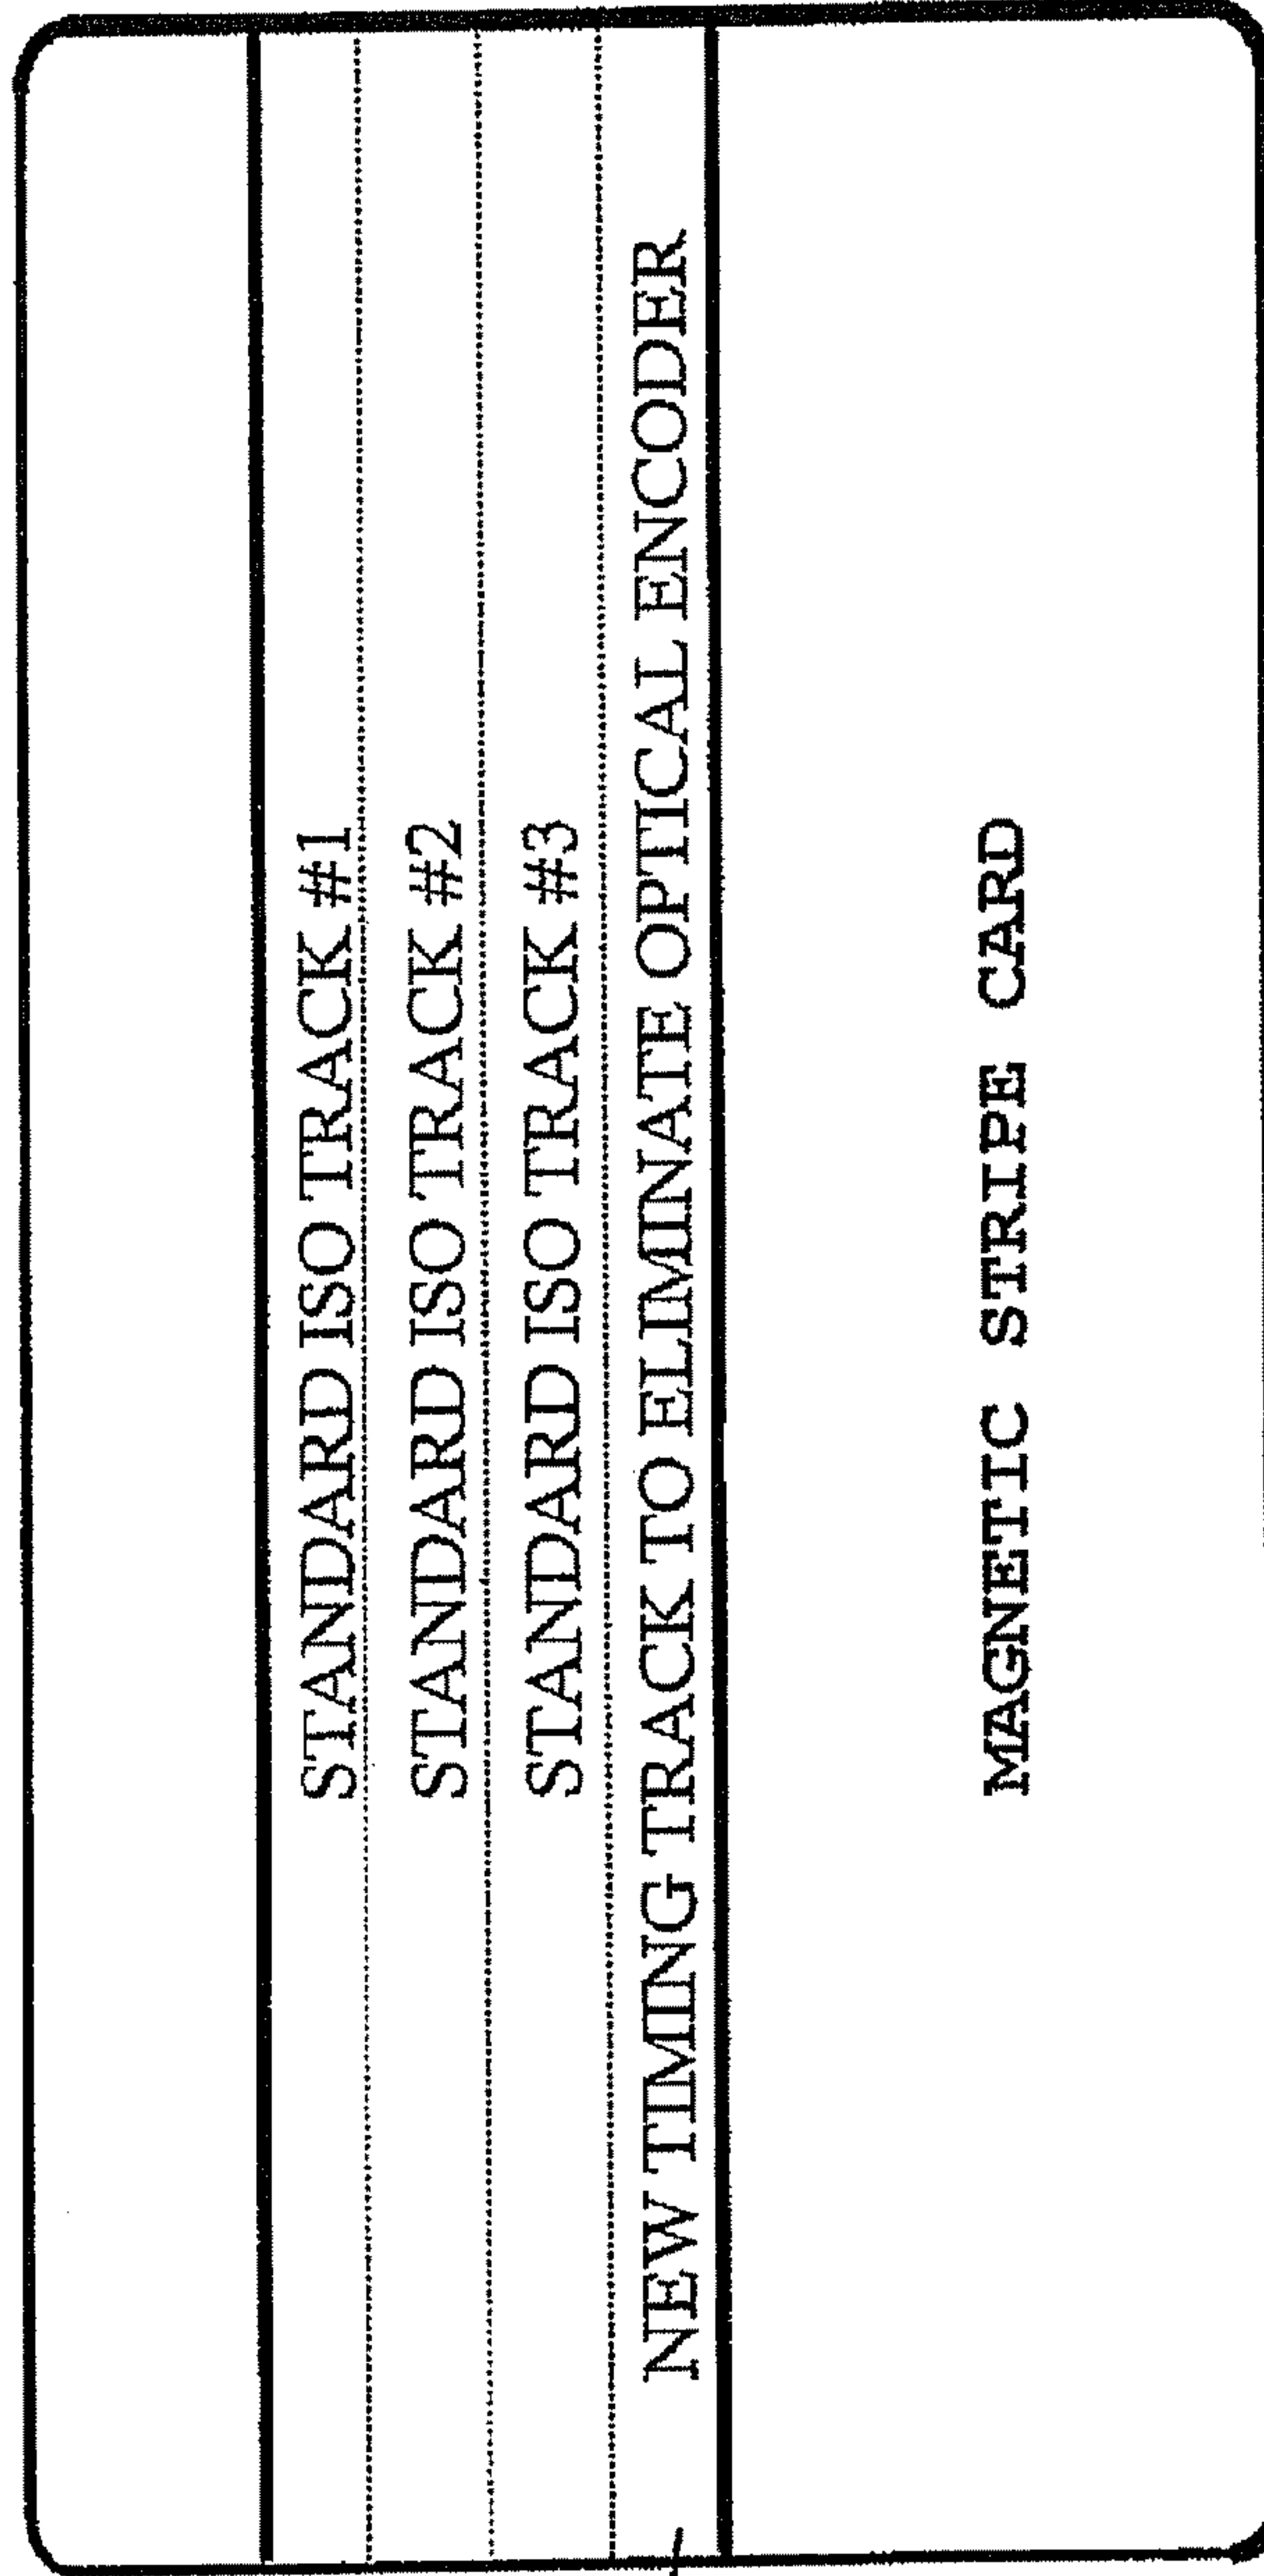 STANDARD ISO TRACK #1
STANDARD ISO TRACK #2
STANDARD ISO TRACK #3
NEW TIMING TRACK TO ELIMINATE OPTICAL ENCODER
MAGNETIC STRIPE CARD